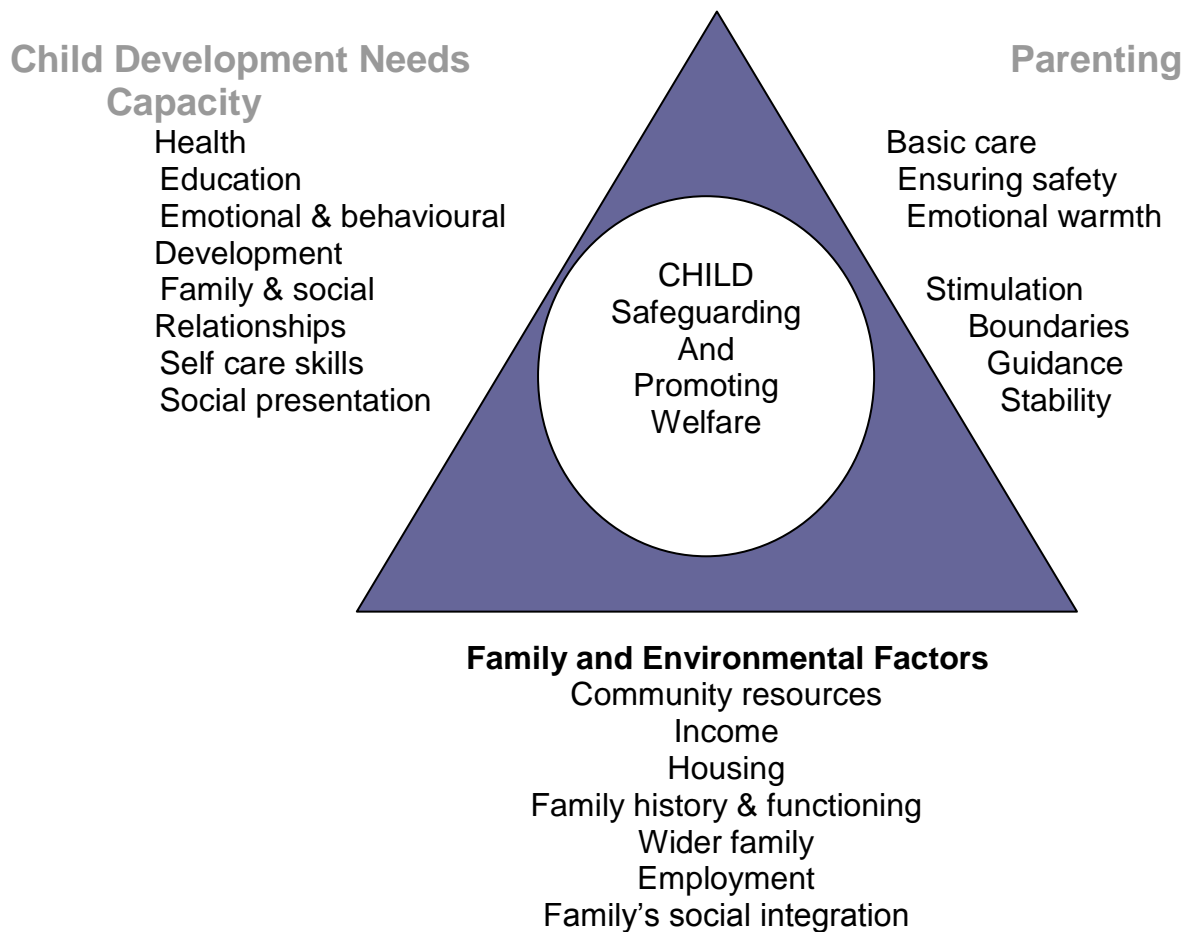 Child Development Needs
Capacity
Health
Education
Emotional & behavioural
Development
Family & social
Relationships
Self care skills
Social presentation
Parenting
Basic care
Ensuring safety
Emotional warmth
Stimulation
Boundaries
Guidance
Stability
CHILD
Safeguarding
And
Promoting
Welfare
Family and Environmental Factors
Community resources
Income
Housing
Family history & functioning
Wider family
Employment
Family’s social integration